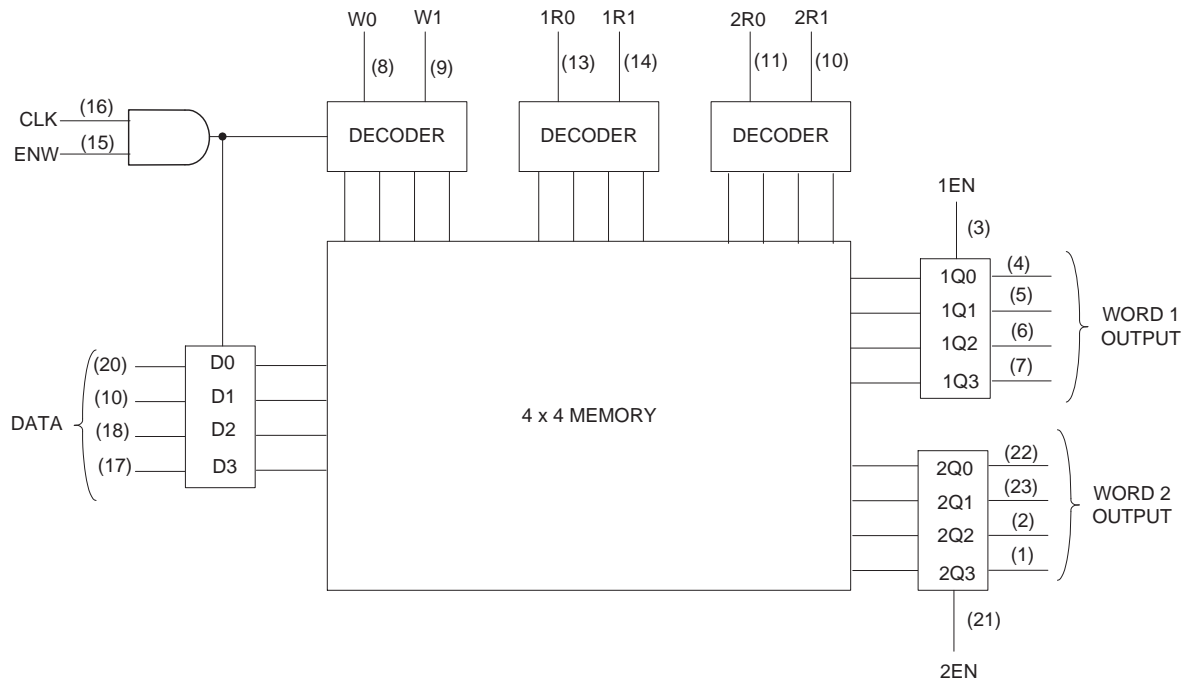 W0 W1 1R0 1R1 2R0 2R1
(8) (9) (13) (14) (11) (10)
CLK (16)
ENW (15)
DECODER DECODER DECODER
1EN
(3)
1Q0 (4)
1Q1 (5)
1Q2 (6)
1Q3 (7)
WORD 1
OUTPUT
DATA
(20) D0
(10) D1
(18) D2
(17) D3
4 x 4 MEMORY
2Q0 (22)
2Q1 (23)
2Q2 (2)
2Q3 (1)
WORD 2
OUTPUT
(21)
2EN